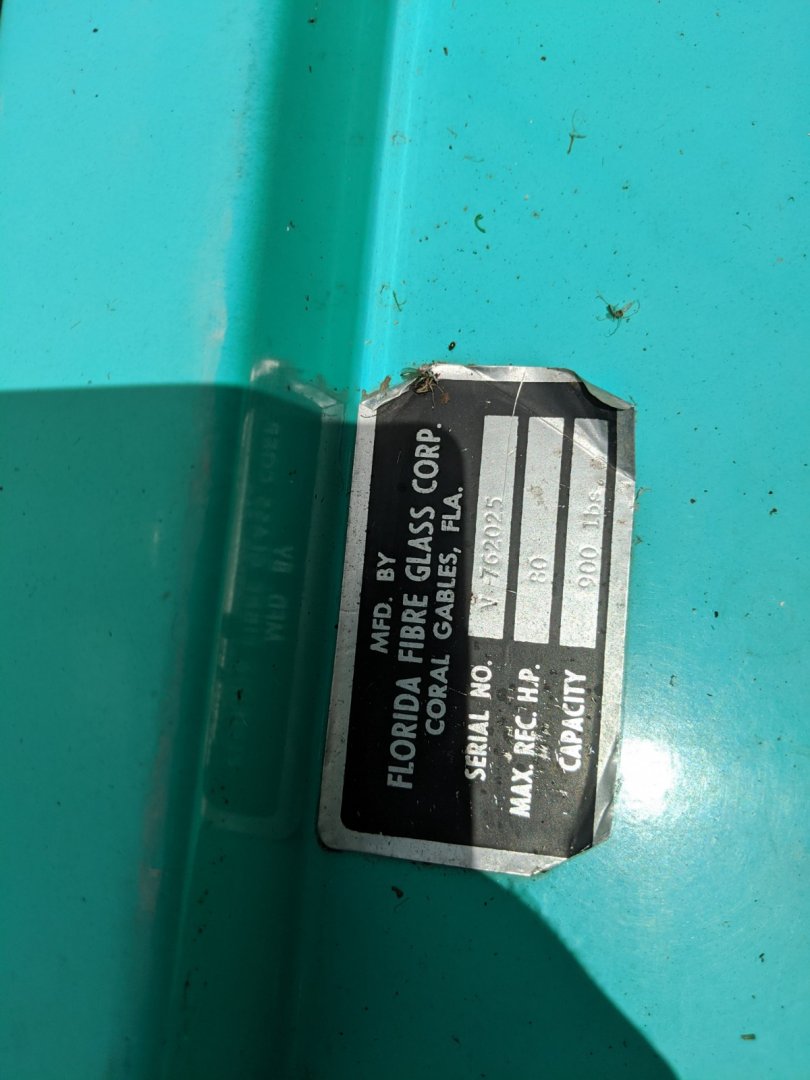 MFD. BY
FLORIDA FIBRE GLASS CORP.
CORAL GABLES, FLA.
SERIAL NO. V-762025
MAX. REC. H.P. 80
CAPACITY 900 lbs.